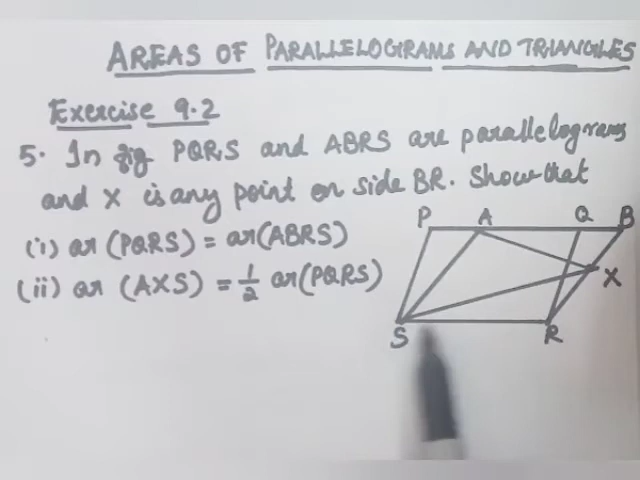 AREAS OF PARALLELOGRAMS AND TRIANGLES
Exercise 9.2
5. In fig PQRS and ABRS are parallelograms
and X is any point on side BR. Show that
(i) ar (PQRS) = ar(ABRS)
(ii) ar (AXS) = 1/2 ar(PQRS)
P A Q B
X
S R